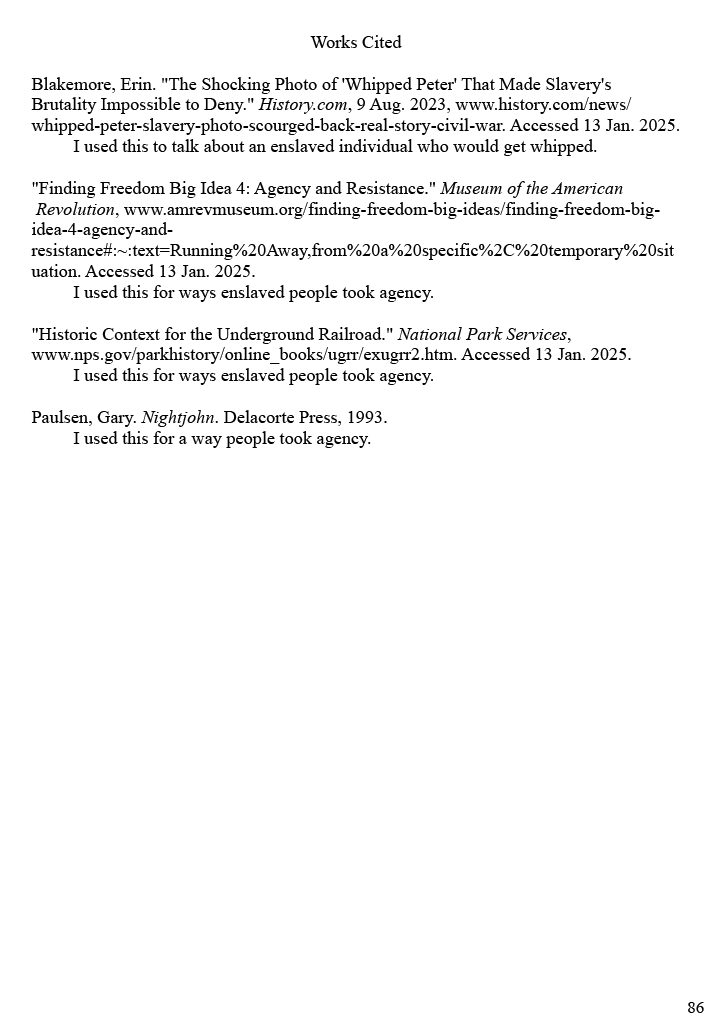 Works Cited
Blakemore, Erin. "The Shocking Photo of 'Whipped Peter' That Made Slavery's
Brutality Impossible to Deny." History.com, 9 Aug. 2023, www.history.com/news/
whipped-peter-slavery-photo-scourged-back-real-story-civil-war. Accessed 13 Jan. 2025.
I used this to talk about an enslaved individual who would get whipped.
"Finding Freedom Big Idea 4: Agency and Resistance." Museum of the American
Revolution, www.amrevmuseum.org/finding-freedom-big-ideas/finding-freedom-big-
idea-4-agency-and-
resistance#:~:text=Running%20Away,from%20a%20specific%2C%20temporary%20sit
uation. Accessed 13 Jan. 2025.
I used this for ways enslaved people took agency.
"Historic Context for the Underground Railroad." National Park Services,
www.nps.gov/parkhistory/online_books/ugrr/exugrr2.htm. Accessed 13 Jan. 2025.
I used this for ways enslaved people took agency.
Paulsen, Gary. Nightjohn. Delacorte Press, 1993.
I used this for a way people took agency.
86